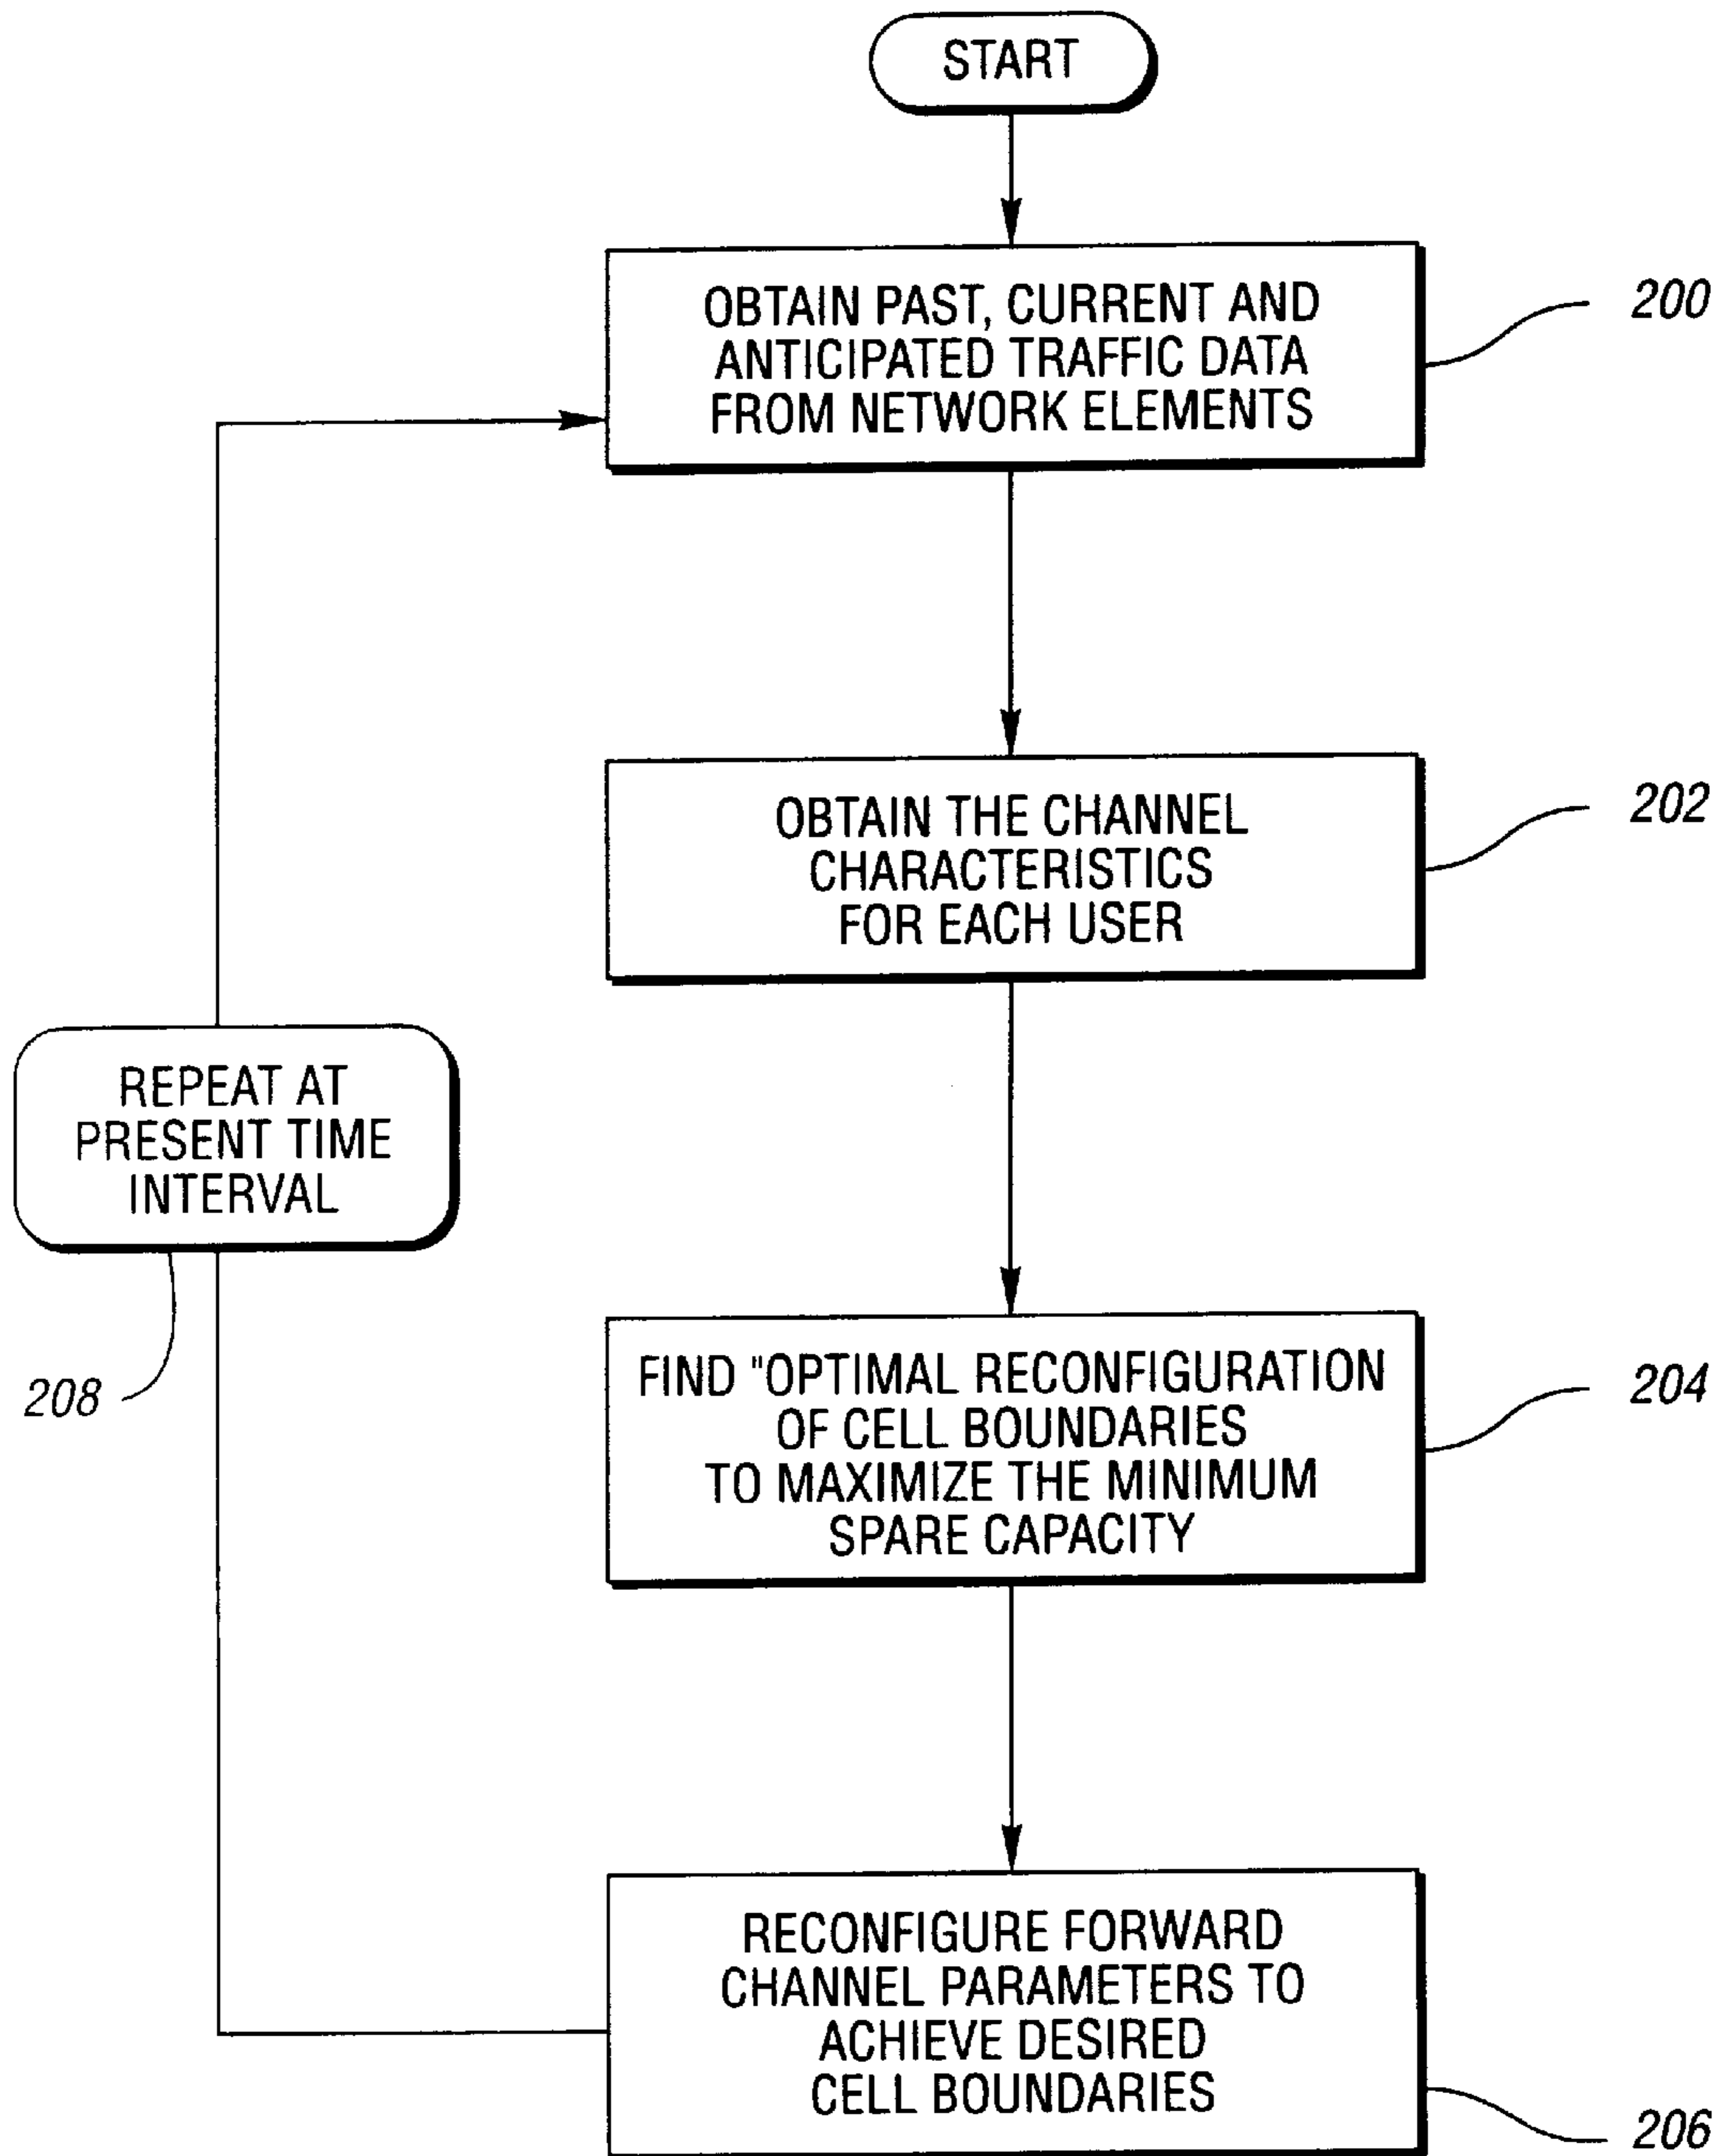 START
OBTAIN PAST, CURRENT AND
ANTICIPATED TRAFFIC DATA
FROM NETWORK ELEMENTS
200
OBTAIN THE CHANNEL
CHARACTERISTICS
FOR EACH USER
202
REPEAT AT
PRESENT TIME
INTERVAL
208
FIND "OPTIMAL RECONFIGURATION
OF CELL BOUNDARIES
TO MAXIMIZE THE MINIMUM
SPARE CAPACITY
204
RECONFIGURE FORWARD
CHANNEL PARAMETERS TO
ACHIEVE DESIRED
CELL BOUNDARIES
206